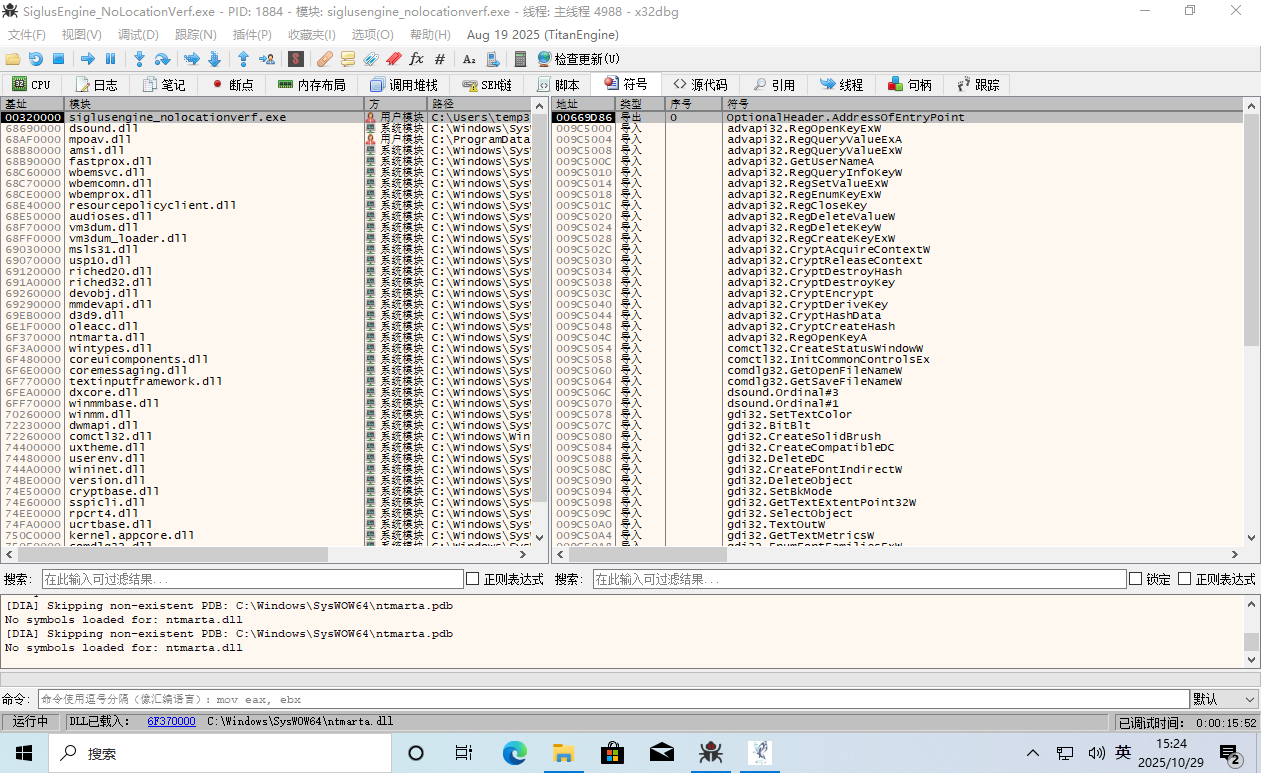 SiglusEngine_NoLocationVerf.exe - PID: 1884 - 模块: siglusengine_nolocationverf.exe - 线程: 主线程 4988 - x32dbg
文件(F) 视图(V) 调试(D) 跟踪(N) 插件(P) 收藏夹(I) 选项(O) 帮助(H) Aug 19 2025 (TitanEngine)
检查更新(U)
CPU 日志 笔记 断点 内存布局 调用堆栈 SEH链 脚本 符号 源代码 引用 线程 句柄 跟踪
基址 模块 方 路径 地址 类型 序号 符号
00320000 siglusengine_nolocationverf.exe 用户模块 C:\Users\temp3 00669D86 导出 0 OptionalHeader.AddressOfEntryPoint
68690000 dsound.dll 系统模块 C:\Windows\Sys 009C5000 导入 advapi32.RegOpenKeyExW
68AF0000 mpoav.dll 用户模块 C:\ProgramData 009C5004 导入 advapi32.RegQueryValueExA
68B80000 amsi.dll 系统模块 C:\Windows\Sys 009C5008 导入 advapi32.RegQueryValueExW
68B90000 fastprox.dll 系统模块 C:\Windows\Sys 009C500C 导入 advapi32.GetUserNameA
68C60000 wbemsvc.dll 系统模块 C:\Windows\Sys 009C5010 导入 advapi32.RegQueryInfoKeyW
68C70000 wbemcomn.dll 系统模块 C:\Windows\Sys 009C5014 导入 advapi32.RegSetValueExW
68CE0000 wbemprox.dll 系统模块 C:\Windows\Sys 009C5018 导入 advapi32.RegEnumKeyExW
68E40000 resourcepolicyclient.dll 系统模块 C:\Windows\Sys 009C501C 导入 advapi32.RegCloseKey
68E50000 audioses.dll 系统模块 C:\Windows\Sys 009C5020 导入 advapi32.RegDeleteValueW
68F70000 vm3dum.dll 系统模块 C:\Windows\Sys 009C5024 导入 advapi32.RegDeleteKeyW
68FF0000 vm3dum_loader.dll 系统模块 C:\Windows\Sys 009C5028 导入 advapi32.RegCreateKeyExW
69030000 msls31.dll 系统模块 C:\Windows\Sys 009C502C 导入 advapi32.CryptAcquireContextW
69070000 usp10.dll 系统模块 C:\Windows\Sys 009C5030 导入 advapi32.CryptReleaseContext
69120000 riched20.dll 系统模块 C:\Windows\Sys 009C5034 导入 advapi32.CryptDestroyHash
691A0000 riched32.dll 系统模块 C:\Windows\Sys 009C5038 导入 advapi32.CryptDestroyKey
69260000 devobj.dll 系统模块 C:\Windows\Sys 009C503C 导入 advapi32.CryptEncrypt
69290000 mmdevapi.dll 系统模块 C:\Windows\Sys 009C5040 导入 advapi32.CryptDeriveKey
69EB0000 d3d9.dll 系统模块 C:\Windows\Sys 009C5044 导入 advapi32.CryptHashData
6E1F0000 oleacc.dll 系统模块 C:\Windows\Sys 009C5048 导入 advapi32.CryptCreateHash
6F370000 ntmarta.dll 系统模块 C:\Windows\Sys 009C504C 导入 advapi32.RegOpenKeyA
6F3A0000 wintypes.dll 系统模块 C:\Windows\Sys 009C5054 导入 comctl32.CreateStatusWindowW
6F480000 coreuicomponents.dll 系统模块 C:\Windows\Sys 009C5058 导入 comctl32.InitCommonControlsEx
6F6E0000 coremessaging.dll 系统模块 C:\Windows\Sys 009C5060 导入 comdlg32.GetOpenFileNameW
6F770000 textinputframework.dll 系统模块 C:\Windows\Sys 009C5064 导入 comdlg32.GetSaveFileNameW
6FEA0000 dxcore.dll 系统模块 C:\Windows\Sys 009C506C 导入 dsound.Ordinal#3
6FF70000 winmmbase.dll 系统模块 C:\Windows\Sys 009C5070 导入 dsound.Ordinal#1
70260000 winmm.dll 系统模块 C:\Windows\Sys 009C5078 导入 gdi32.SetTextColor
72230000 dwmapi.dll 系统模块 C:\Windows\Sys 009C507C 导入 gdi32.BitBlt
72260000 comctl32.dll 系统模块 C:\Windows\Win 009C5080 导入 gdi32.CreateSolidBrush
74400000 uxtheme.dll 系统模块 C:\Windows\Sys 009C5084 导入 gdi32.CreateCompatibleDC
74480000 userenv.dll 系统模块 C:\Windows\Sys 009C5088 导入 gdi32.DeleteDC
744A0000 wininet.dll 系统模块 C:\Windows\Sys 009C508C 导入 gdi32.CreateFontIndirectW
74BE0000 version.dll 系统模块 C:\Windows\Sys 009C5090 导入 gdi32.DeleteObject
74E50000 cryptbase.dll 系统模块 C:\Windows\Sys 009C5094 导入 gdi32.SetBkMode
74E60000 sspicli.dll 系统模块 C:\Windows\Sys 009C5098 导入 gdi32.GetTextExtentPoint32W
74EE0000 rpcrt4.dll 系统模块 C:\Windows\Sys 009C509C 导入 gdi32.SelectObject
74FA0000 ucrtbase.dll 系统模块 C:\Windows\Sys 009C50A0 导入 gdi32.TextOutW
750C0000 kernel.appcore.dll 系统模块 C:\Windows\Sys 009C50A4 导入 gdi32.GetTextMetricsW
搜索: 在此输入可过滤结果... 正则表达式 搜索: 在此输入可过滤结果... 锁定 正则表达式
[DIA] Skipping non-existent PDB: C:\Windows\SysWOW64\ntmarta.pdb
No symbols loaded for: ntmarta.dll
[DIA] Skipping non-existent PDB: C:\Windows\SysWOW64\ntmarta.pdb
No symbols loaded for: ntmarta.dll
命令: 命令使用逗号分隔（像汇编语言）: mov eax, ebx 默认
运行中 DLL已载入: 6F370000 C:\Windows\SysWOW64\ntmarta.dll 已调试时间: 0:00:15:52
搜索 英 15:24
2025/10/29 2